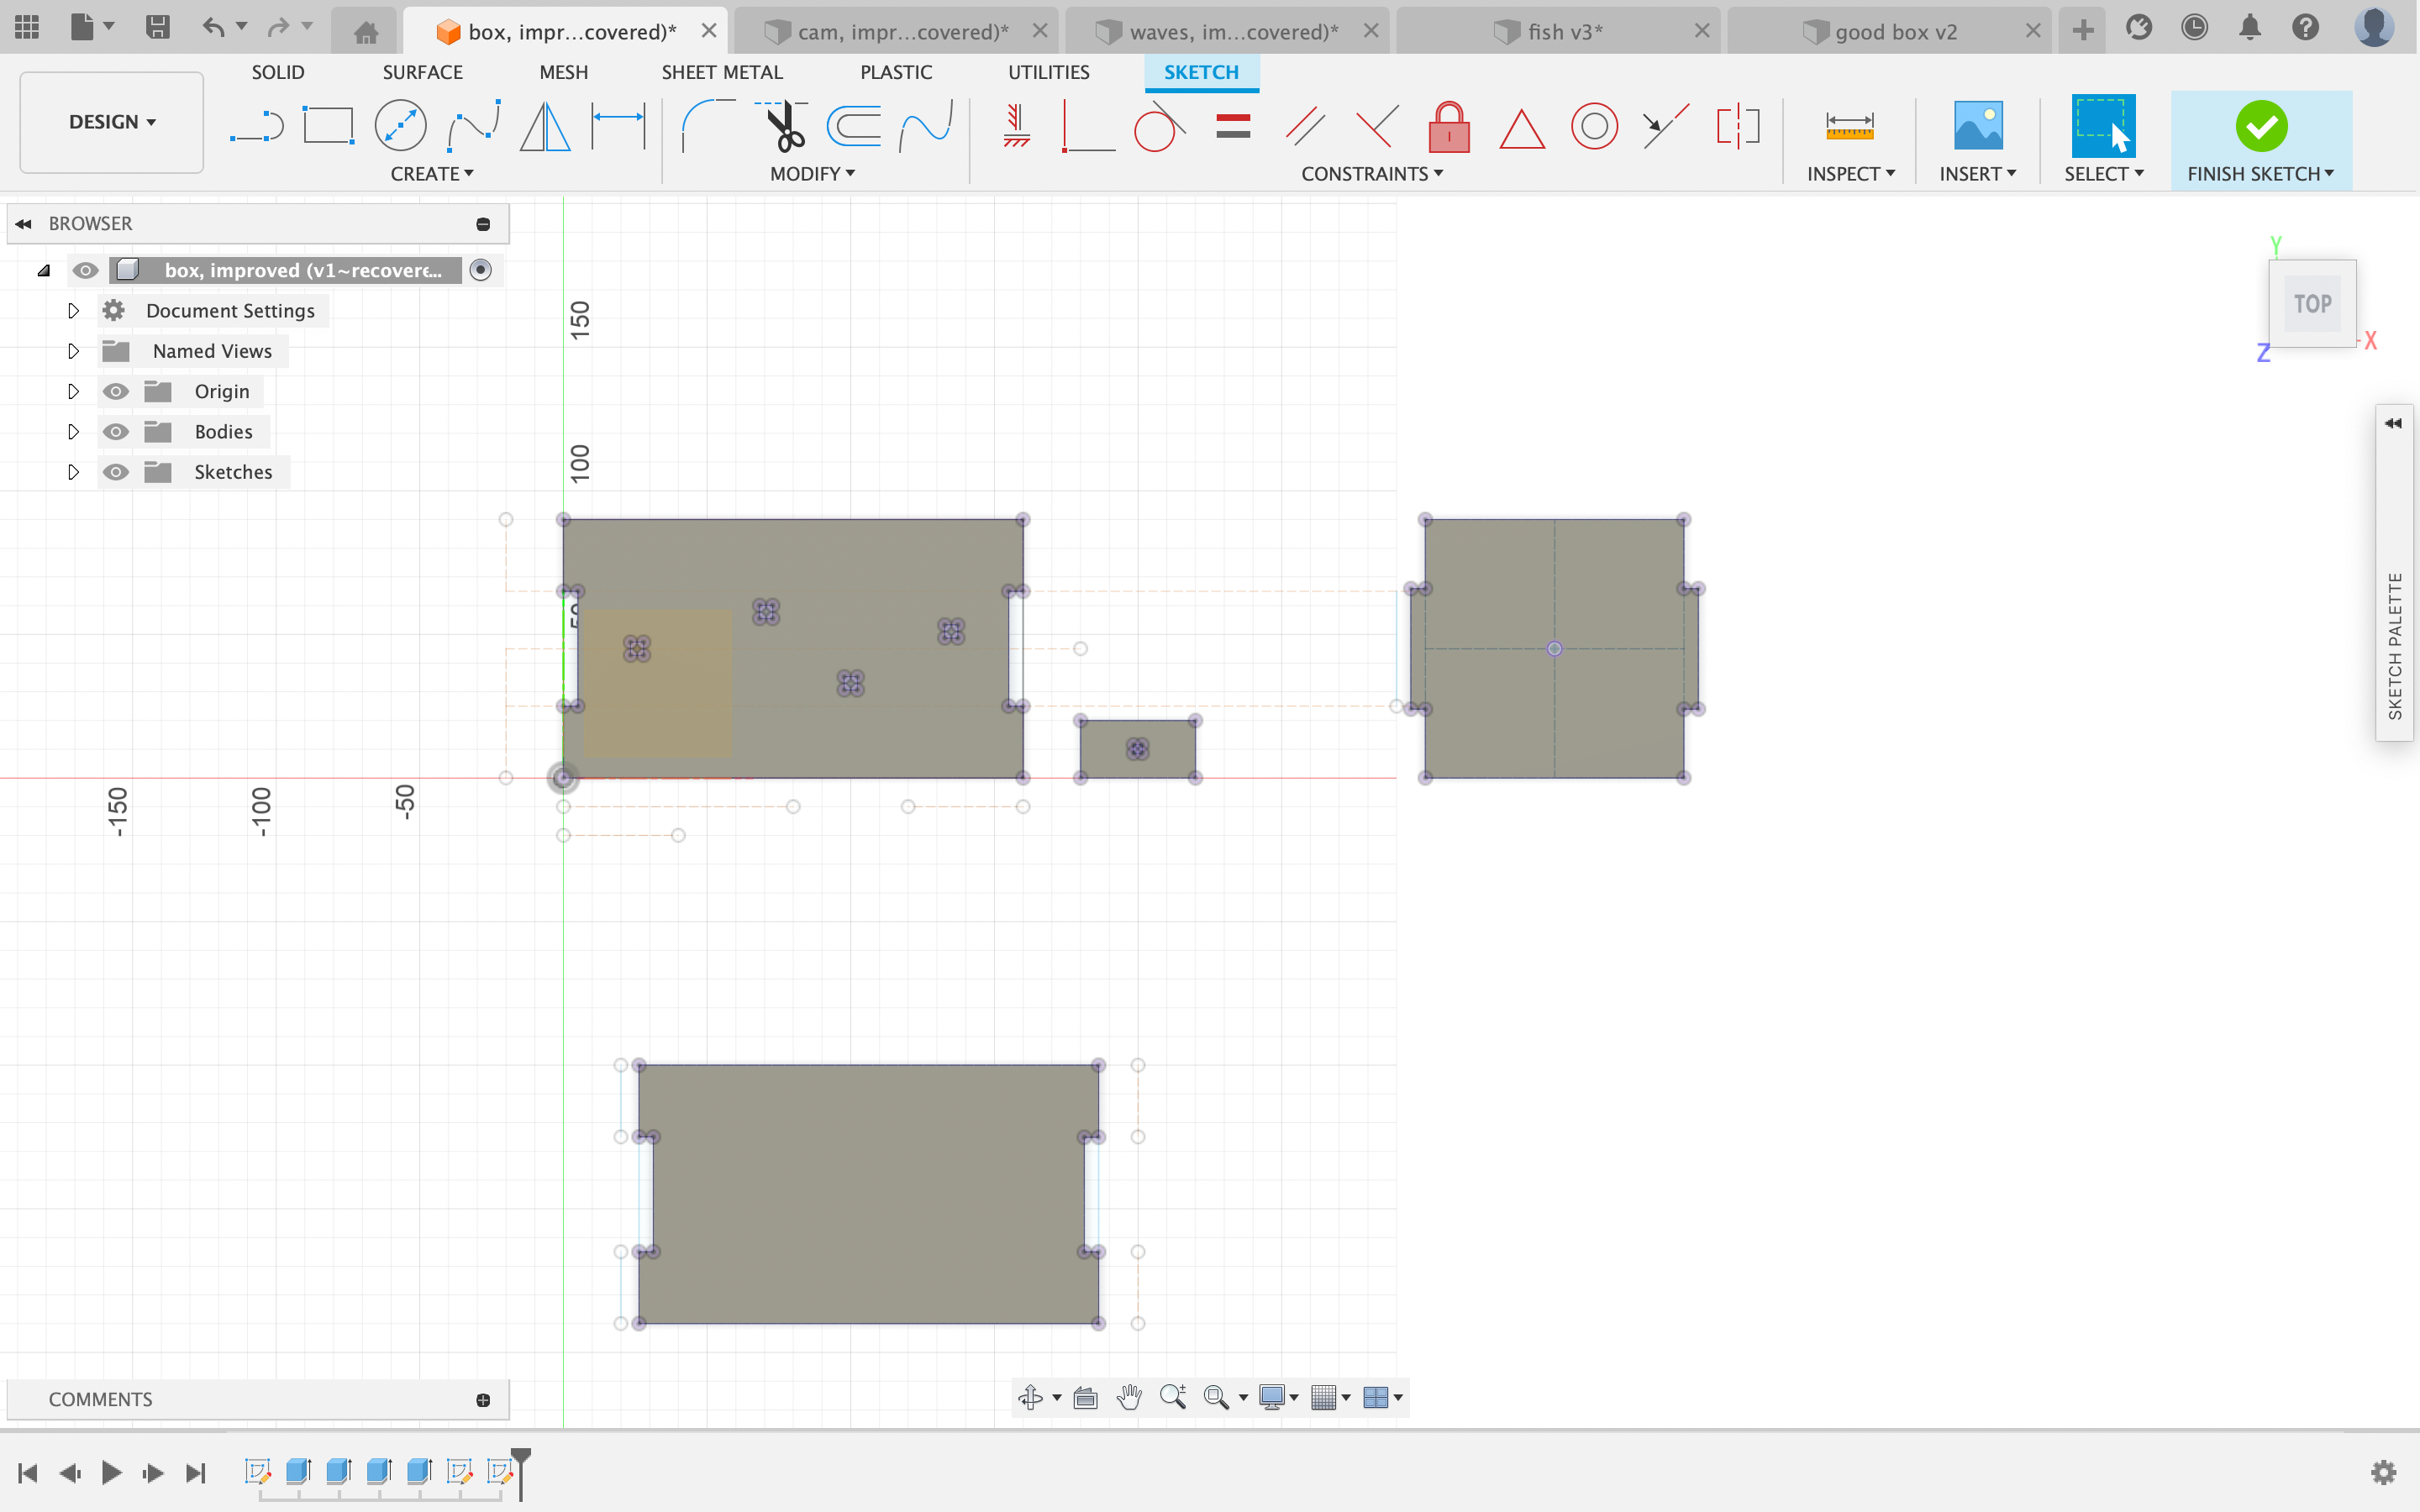 box, impr...covered)*
cam, impr...covered)*
waves, im...covered)*
fish v3*
good box v2
SOLID
SURFACE
MESH
SHEET METAL
PLASTIC
UTILITIES
SKETCH
DESIGN
CREATE
MODIFY
CONSTRAINTS
INSPECT
INSERT
SELECT
FINISH SKETCH
BROWSER
box, improved (v1~recovere...
Document Settings
Named Views
Origin
Bodies
Sketches
150
100
50
-150
-100
-50
Y
TOP
X
Z
SKETCH PALETTE
COMMENTS